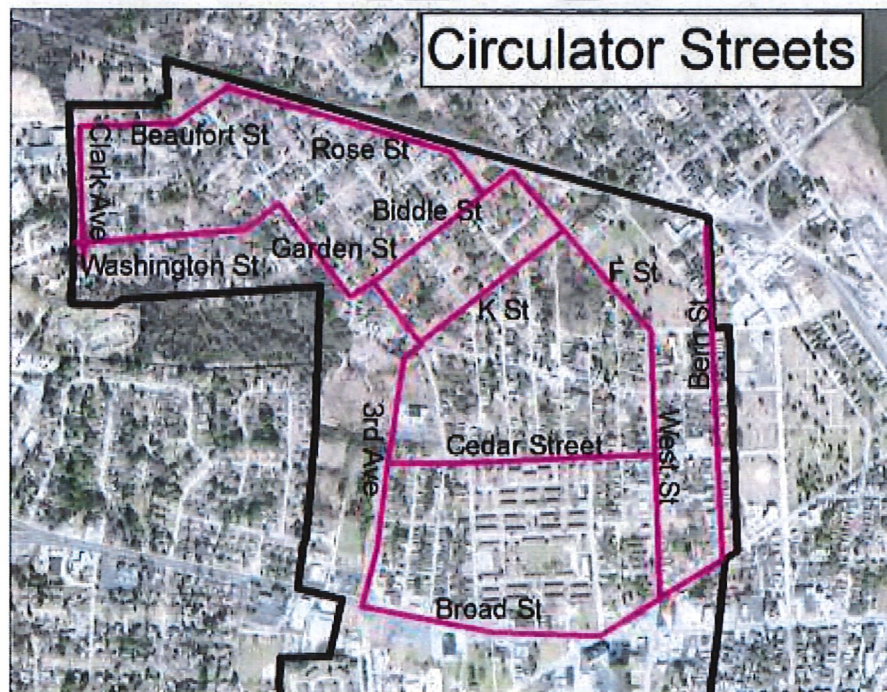 Circulator Streets
Beaufort St
Rose St
Clark Ave
Biddle St
Garden St
Washington St
F St
K St
Bern St
3rd Ave
Cedar Street
West St
Broad St